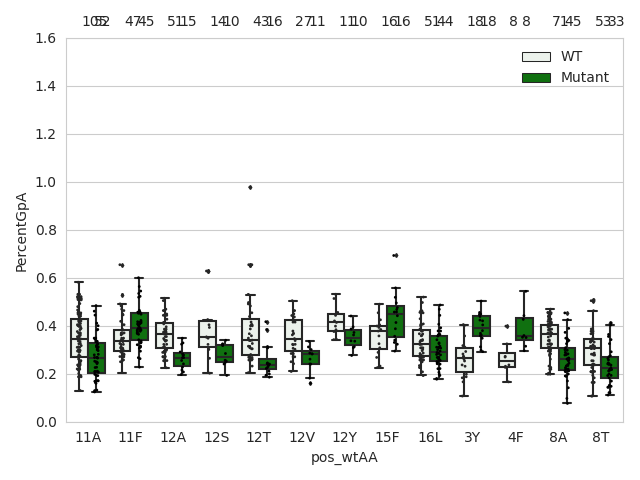 105 52 47 45 51 15 14 10 43 16 27 11 11 10 16 16 51 44 18 18 8 8 71 45 53 33
1.6
WT
Mutant
1.4
1.2
1.0
0.8
0.6
0.4
0.2
0.0
PercentGpA
11A 11F 12A 12S 12T 12V 12Y 15F 16L 3Y 4F 8A 8T
pos_wtAA